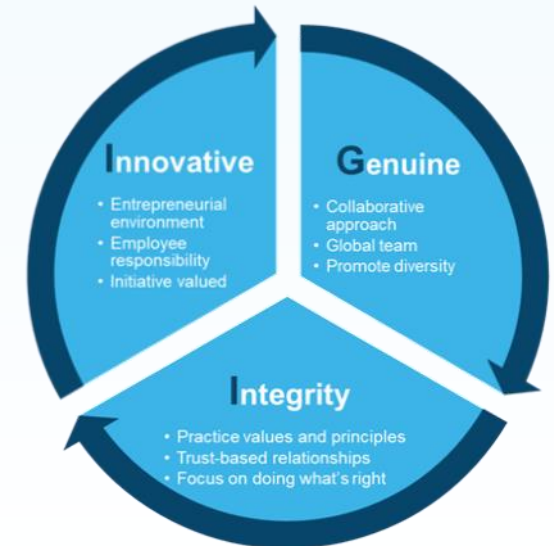 Innovative
• Entrepreneurial
environment
• Employee
responsibility
• Initiative valued
Genuine
• Collaborative
approach
• Global team
• Promote diversity
Integrity
• Practice values and principles
• Trust-based relationships
• Focus on doing what's right